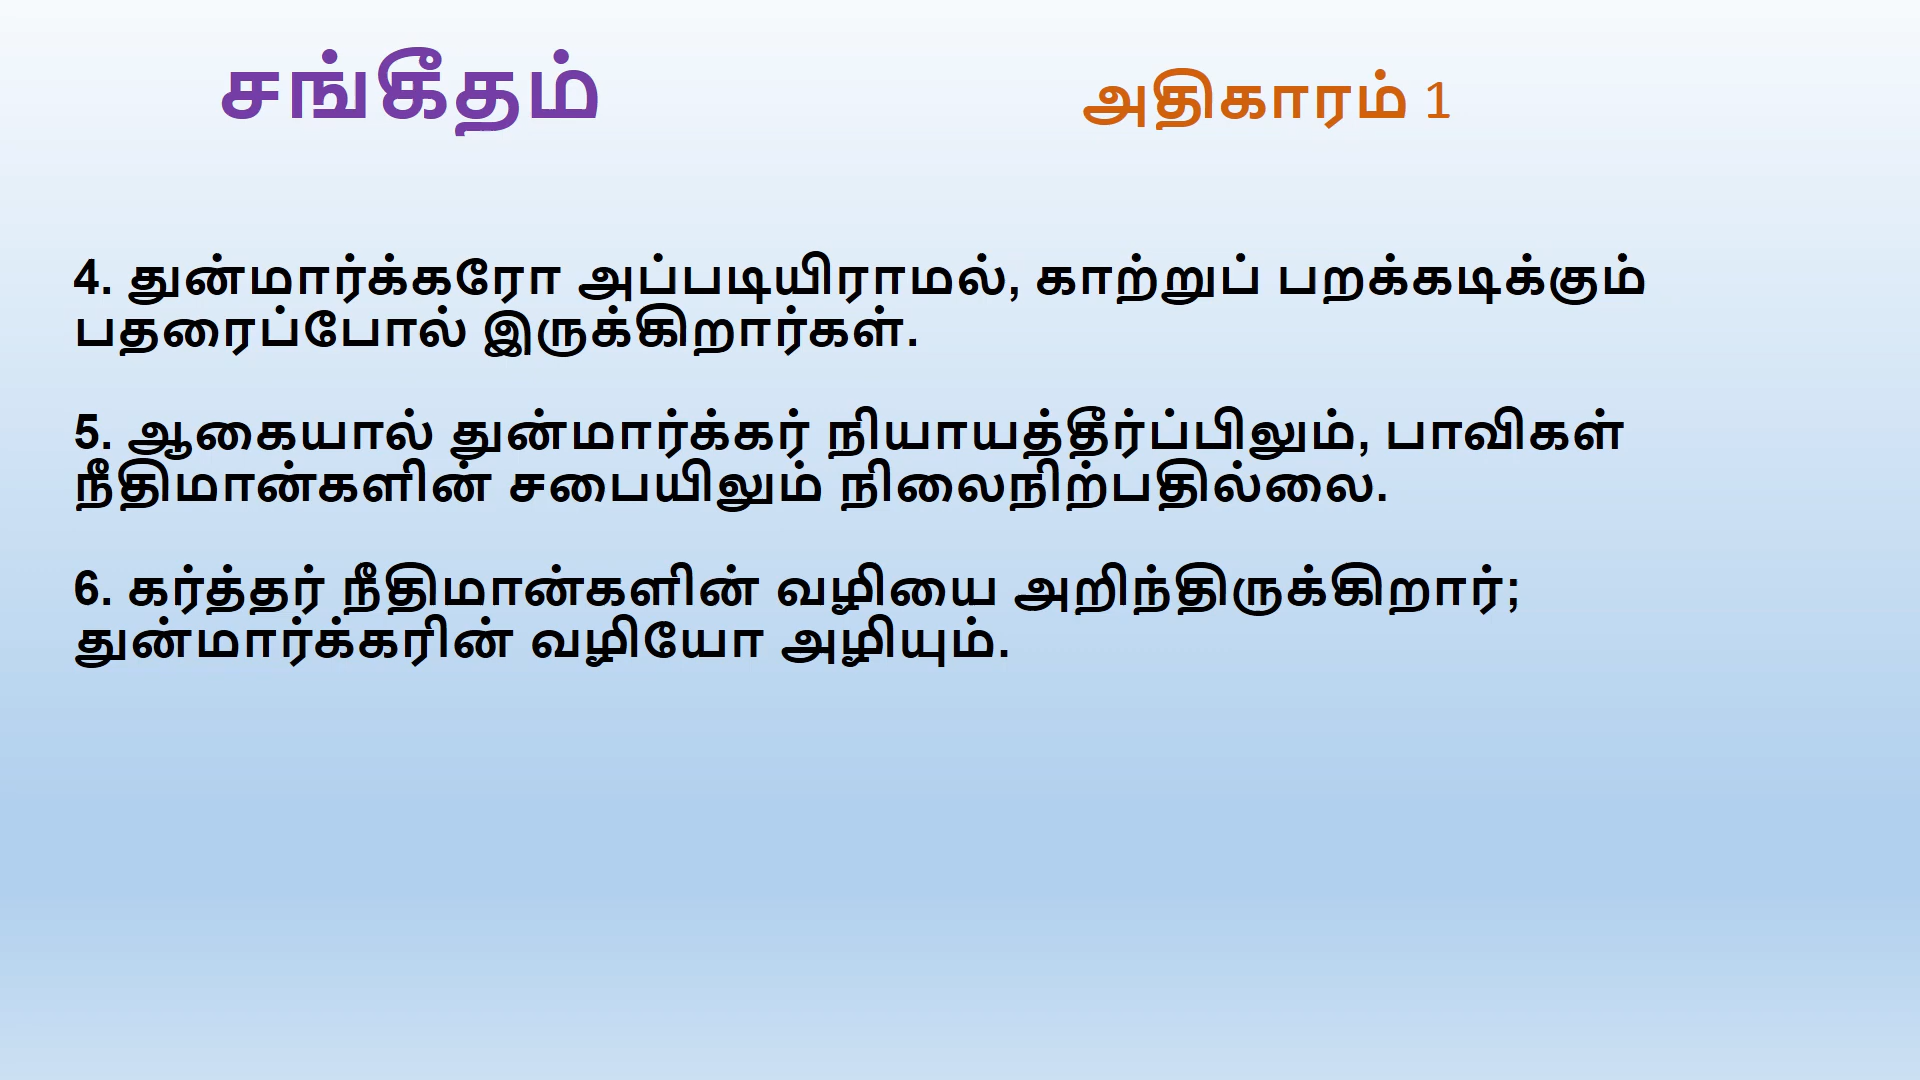 சங்கீதம்
அதிகாரம் 1
4. துன்மார்க்கரோ அப்படியிராமல், காற்றுப் பறக்கடிக்கும்
பதரைப்போல் இருக்கிறார்கள்.
5. ஆகையால் துன்மார்க்கர் நியாயத்தீர்ப்பிலும், பாவிகள்
நீதிமான்களின் சபையிலும் நிலைநிற்பதில்லை.
6. கர்த்தர் நீதிமான்களின் வழியை அறிந்திருக்கிறார்;
துன்மார்க்கரின் வழியோ அழியும்.